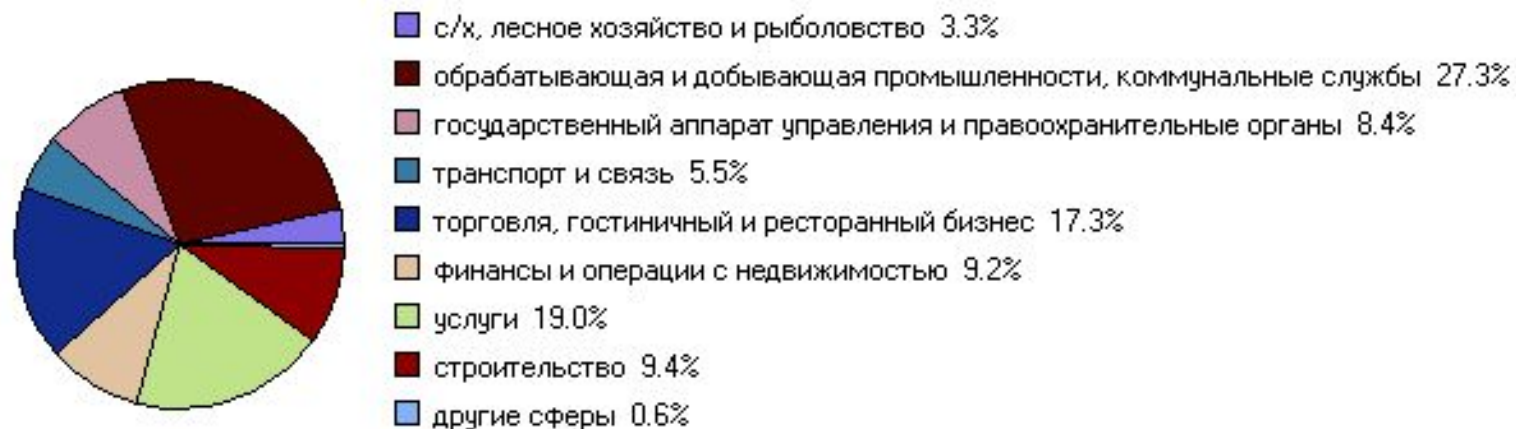 с/х, лесное хозяйство и рыболовство 3.3%
обрабатывающая и добывающая промышленности, коммунальные службы 27.3%
государственный аппарат управления и правоохранительные органы 8.4%
транспорт и связь 5.5%
торговля, гостиничный и ресторанный бизнес 17.3%
финансы и операции с недвижимостью 9.2%
услуги 19.0%
строительство 9.4%
другие сферы 0.6%